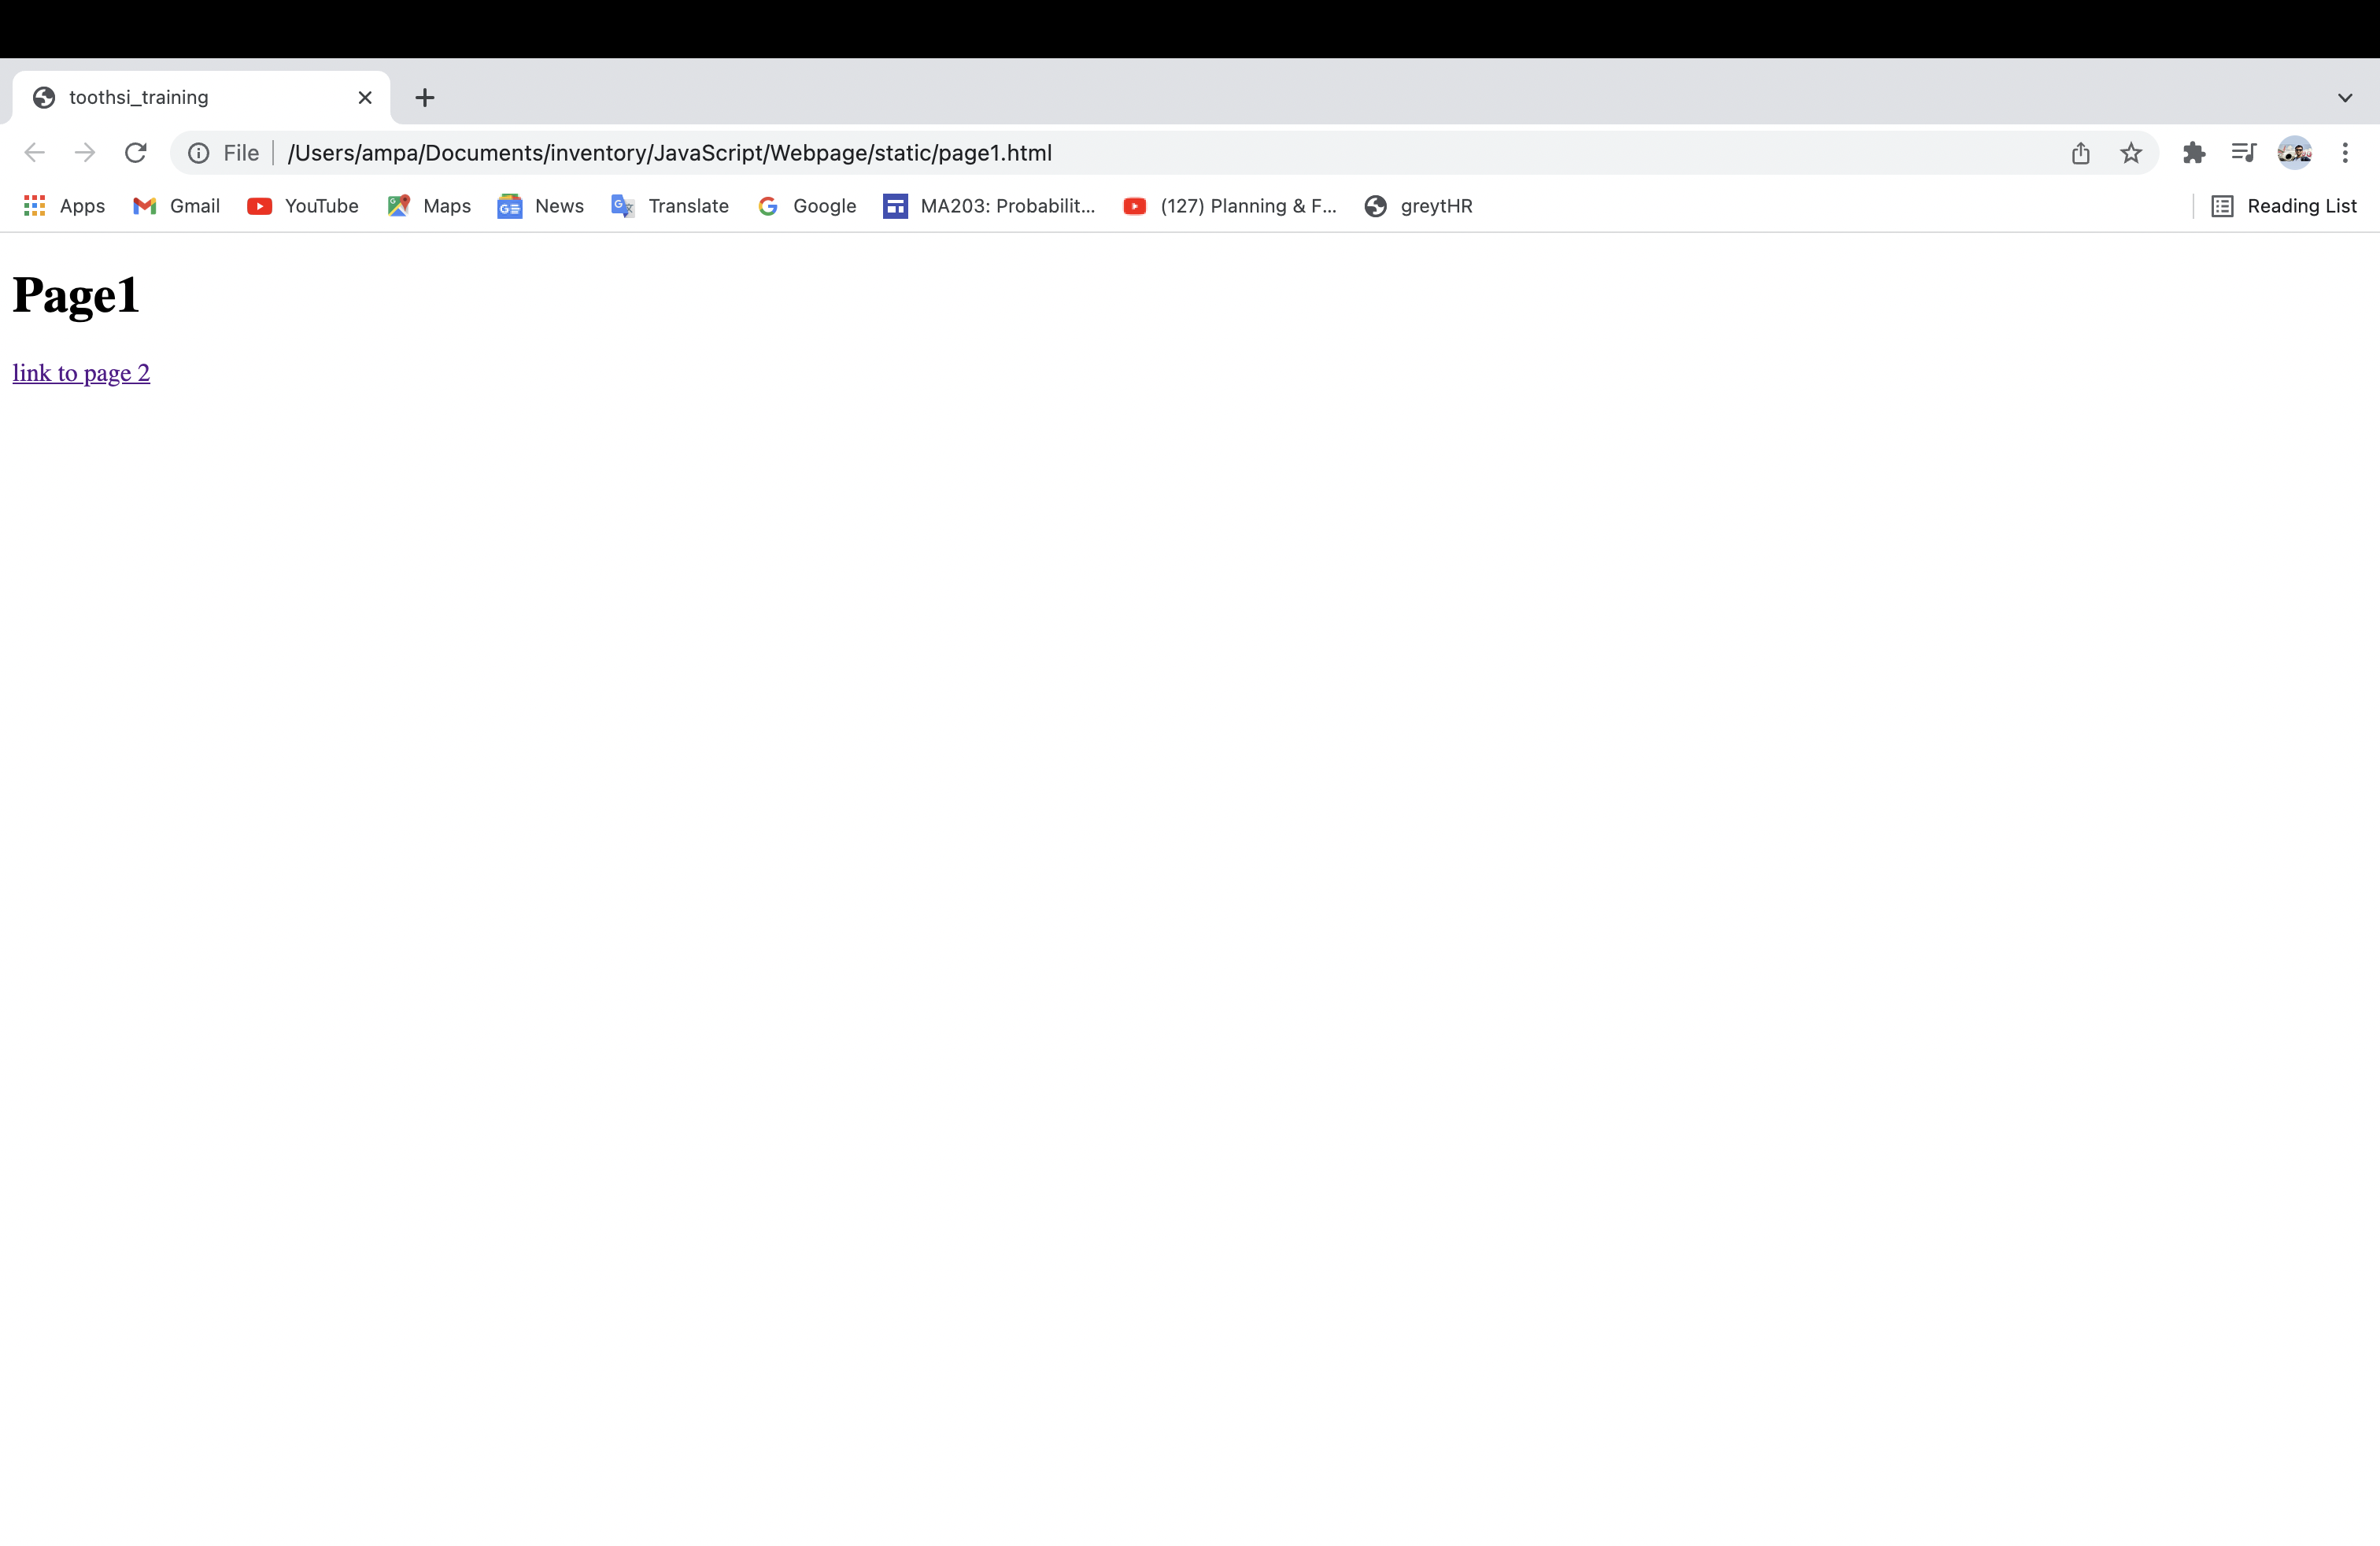 toothsi_training
File /Users/ampa/Documents/inventory/JavaScript/Webpage/static/page1.html
Apps Gmail YouTube Maps News Translate Google MA203: Probabilit... (127) Planning & F... greytHR Reading List
Page1
link to page 2